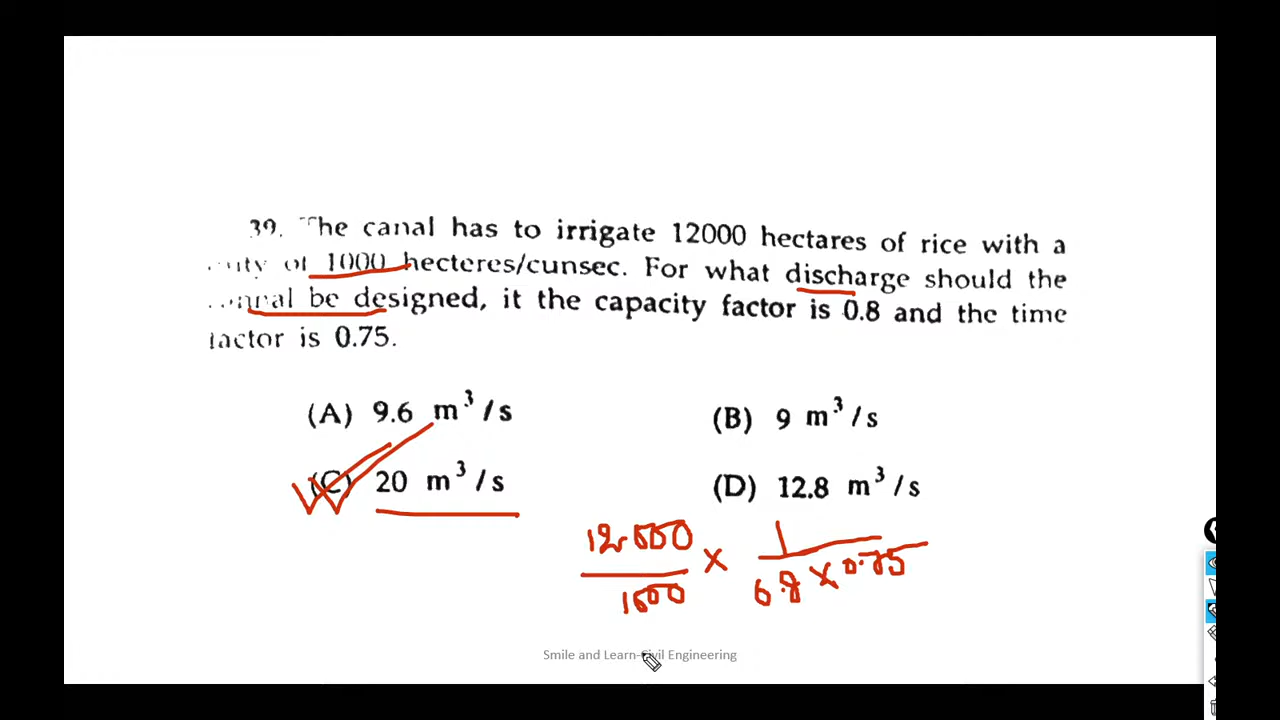 39. The canal has to irrigate 12000 hectares of rice with a
of 1000 hecteres/cunsec. For what discharge should the
be designed, it the capacity factor is 0.8 and the time
factor is 0.75.
(A) 9.6 m³/s (B) 9 m³/s
(C) 20 m³/s (D) 12.8 m³/s
12000 × 1
1000 0.8 × 0.75
Smile and Learn-Civil Engineering